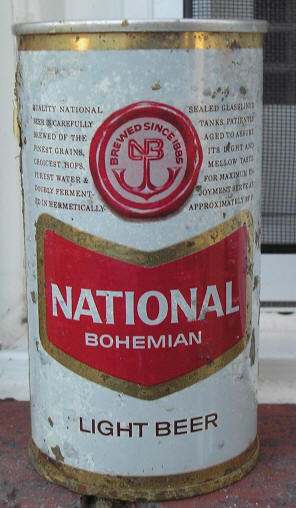 QUALITY NATIONAL
BEER IS CAREFULLY
BREWED OF THE
FINEST GRAINS,
CHOICEST HOPS,
PUREST WATER &
DOUBLY FERMENT-
ED IN HERMETICALLY
SEALED GLASS LINED
TANKS, PATIENTLY
AGED TO ASSURE
ITS LIGHT AND
MELLOW TASTE
FOR MAXIMUM EN-
JOYMENT SERVE AT
APPROXIMATELY
BREWED SINCE 1885
NB
NATIONAL
BOHEMIAN
LIGHT BEER